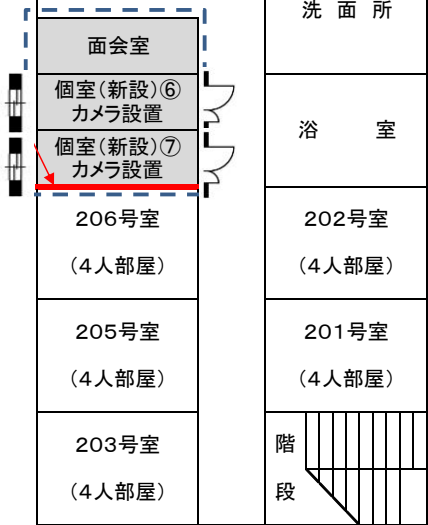 洗面所
面会室
個室(新設)⑥
カメラ設置
個室(新設)⑦
カメラ設置
浴室
206号室
(4人部屋)
202号室
(4人部屋)
205号室
(4人部屋)
201号室
(4人部屋)
203号室
(4人部屋)
階
段